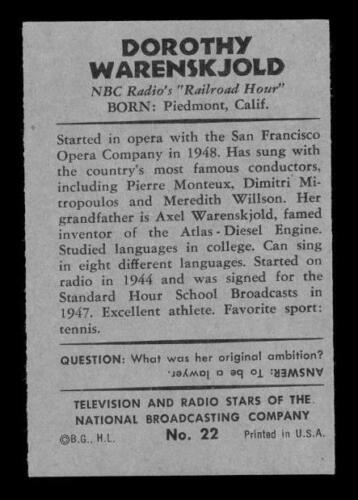 DOROTHY
WARENSKJOLD
NBC Radio's "Railroad Hour"
BORN: Piedmont, Calif.
Started in opera with the San Francisco
Opera Company in 1948. Has sung with
the country's most famous conductors,
including Pierre Monteux, Dimitri Mi-
tropoulos and Meredith Willson. Her
grandfather is Axel Warenskjold, famed
inventor of the Atlas-Diesel Engine.
Studied languages in college. Can sing
in eight different languages. Started on
radio in 1944 and was signed for the
Standard Hour School Broadcasts in
1947. Excellent athlete. Favorite sport:
tennis.
QUESTION: What was her original ambition?
ANSWER: To be a lawyer.
TELEVISION AND RADIO STARS OF THE
NATIONAL BROADCASTING COMPANY
©B.G., H.L. No. 22 Printed in U.S.A.